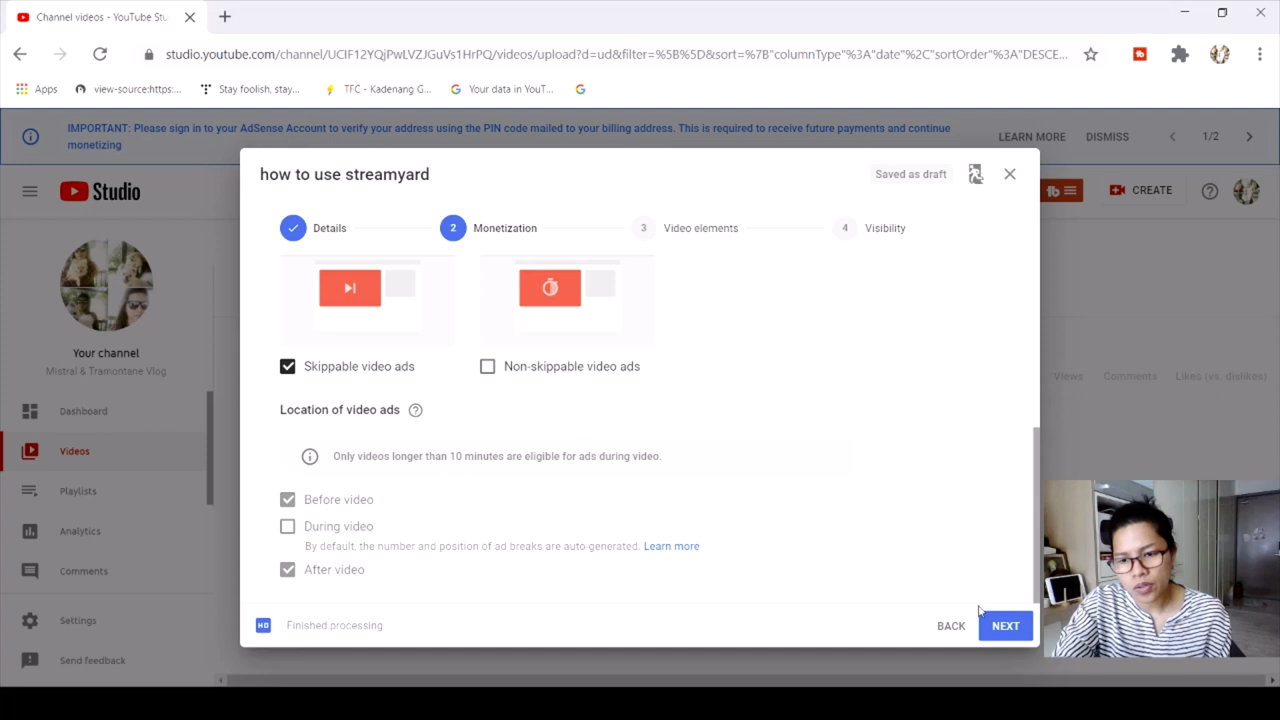 Channel videos - YouTube Stu
studio.youtube.com/channel/UCIF12YQjPwLVZJGuVs1HrPQ/videos/upload?d=ud&filter=%5B%5D&sort=%7B"columnType"%3A"date"%2C"sortOrder"%3A"DESCE...
Apps
view-source:https:...
Stay foolish, stay...
TFC - Kadenang G...
Your data in YouT...
IMPORTANT: Please sign in to your AdSense Account to verify your address using the PIN code mailed to your billing address. This is required to receive future payments and continue
monetizing
LEARN MORE
DISMISS
1/2
Studio
how to use streamyard
Saved as draft
CREATE
Details
2 Monetization
3 Video elements
4 Visibility
Your channel
Mistral & Tramontane Vlog
Views
Comments
Likes (vs. dislikes)
Skippable video ads
Non-skippable video ads
Dashboard
Location of video ads
Videos
Only videos longer than 10 minutes are eligible for ads during video.
Playlists
Before video
Analytics
During video
By default, the number and position of ad breaks are auto-generated. Learn more
Comments
After video
Settings
HD
Finished processing
BACK
NEXT
Send feedback